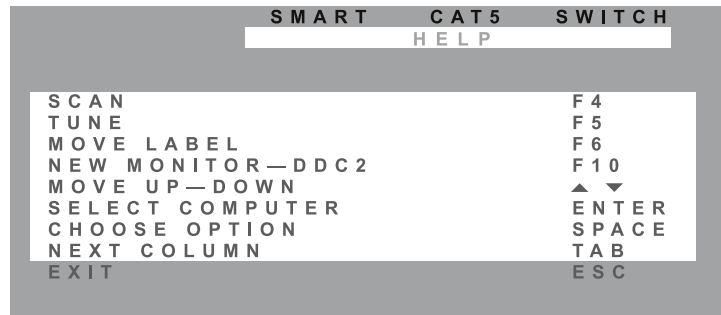 SMART CAT5 SWITCH
HELP
SCAN F4
TUNE F5
MOVE LABEL F6
NEW MONITOR—DDC2 F10
MOVE UP—DOWN ▲ ▼
SELECT COMPUTER ENTER
CHOOSE OPTION SPACE
NEXT COLUMN TAB
EXIT ESC